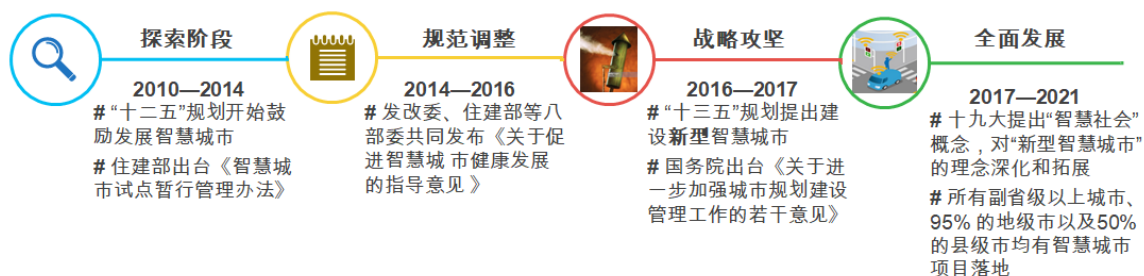 探索阶段
2010—2014
# “十二五”规划开始鼓
励发展智慧城市
# 住建部出台《智慧城
市试点暂行管理办法》
规范调整
2014—2016
# 发改委、住建部等八
部委共同发布《关于促
进智慧城 市健康发展
的指导意见 》
战略攻坚
2016—2017
# “十三五”规划提出建
设新型智慧城市
# 国务院出台《关于进
一步加强城市规划建设
管理工作的若干意见》
全面发展
2017—2021
# 十九大提出“智慧社会”
概念，对“新型智慧城市”
的理念深化和拓展
# 所有副省级以上城市、
95% 的地级市以及50%
的县级市均有智慧城市
项目落地